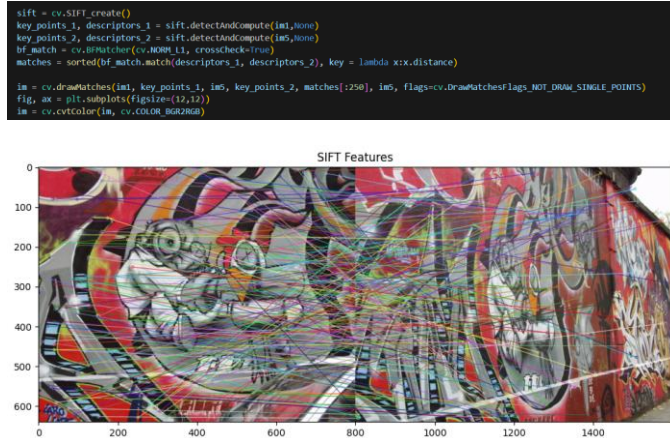 sift = cv.SIFT_create()
key_points_1, descriptors_1 = sift.detectAndCompute(im1,None)
key_points_2, descriptors_2 = sift.detectAndCompute(im5,None)
bf_match = cv.BFMatcher(cv.NORM_L1, crossCheck=True)
matches = sorted(bf_match.match(descriptors_1, descriptors_2), key = lambda x:x.distance)
im = cv.drawMatches(im1, key_points_1, im5, key_points_2, matches[:250], im5, flags=cv.DrawMatchesFlags_NOT_DRAW_SINGLE_POINTS)
fig, ax = plt.subplots(figsize=(12,12))
im = cv.cvtColor(im, cv.COLOR_BGR2RGB)
SIFT Features
0
100
200
300
400
500
600
0 200 400 600 800 1000 1200 1400